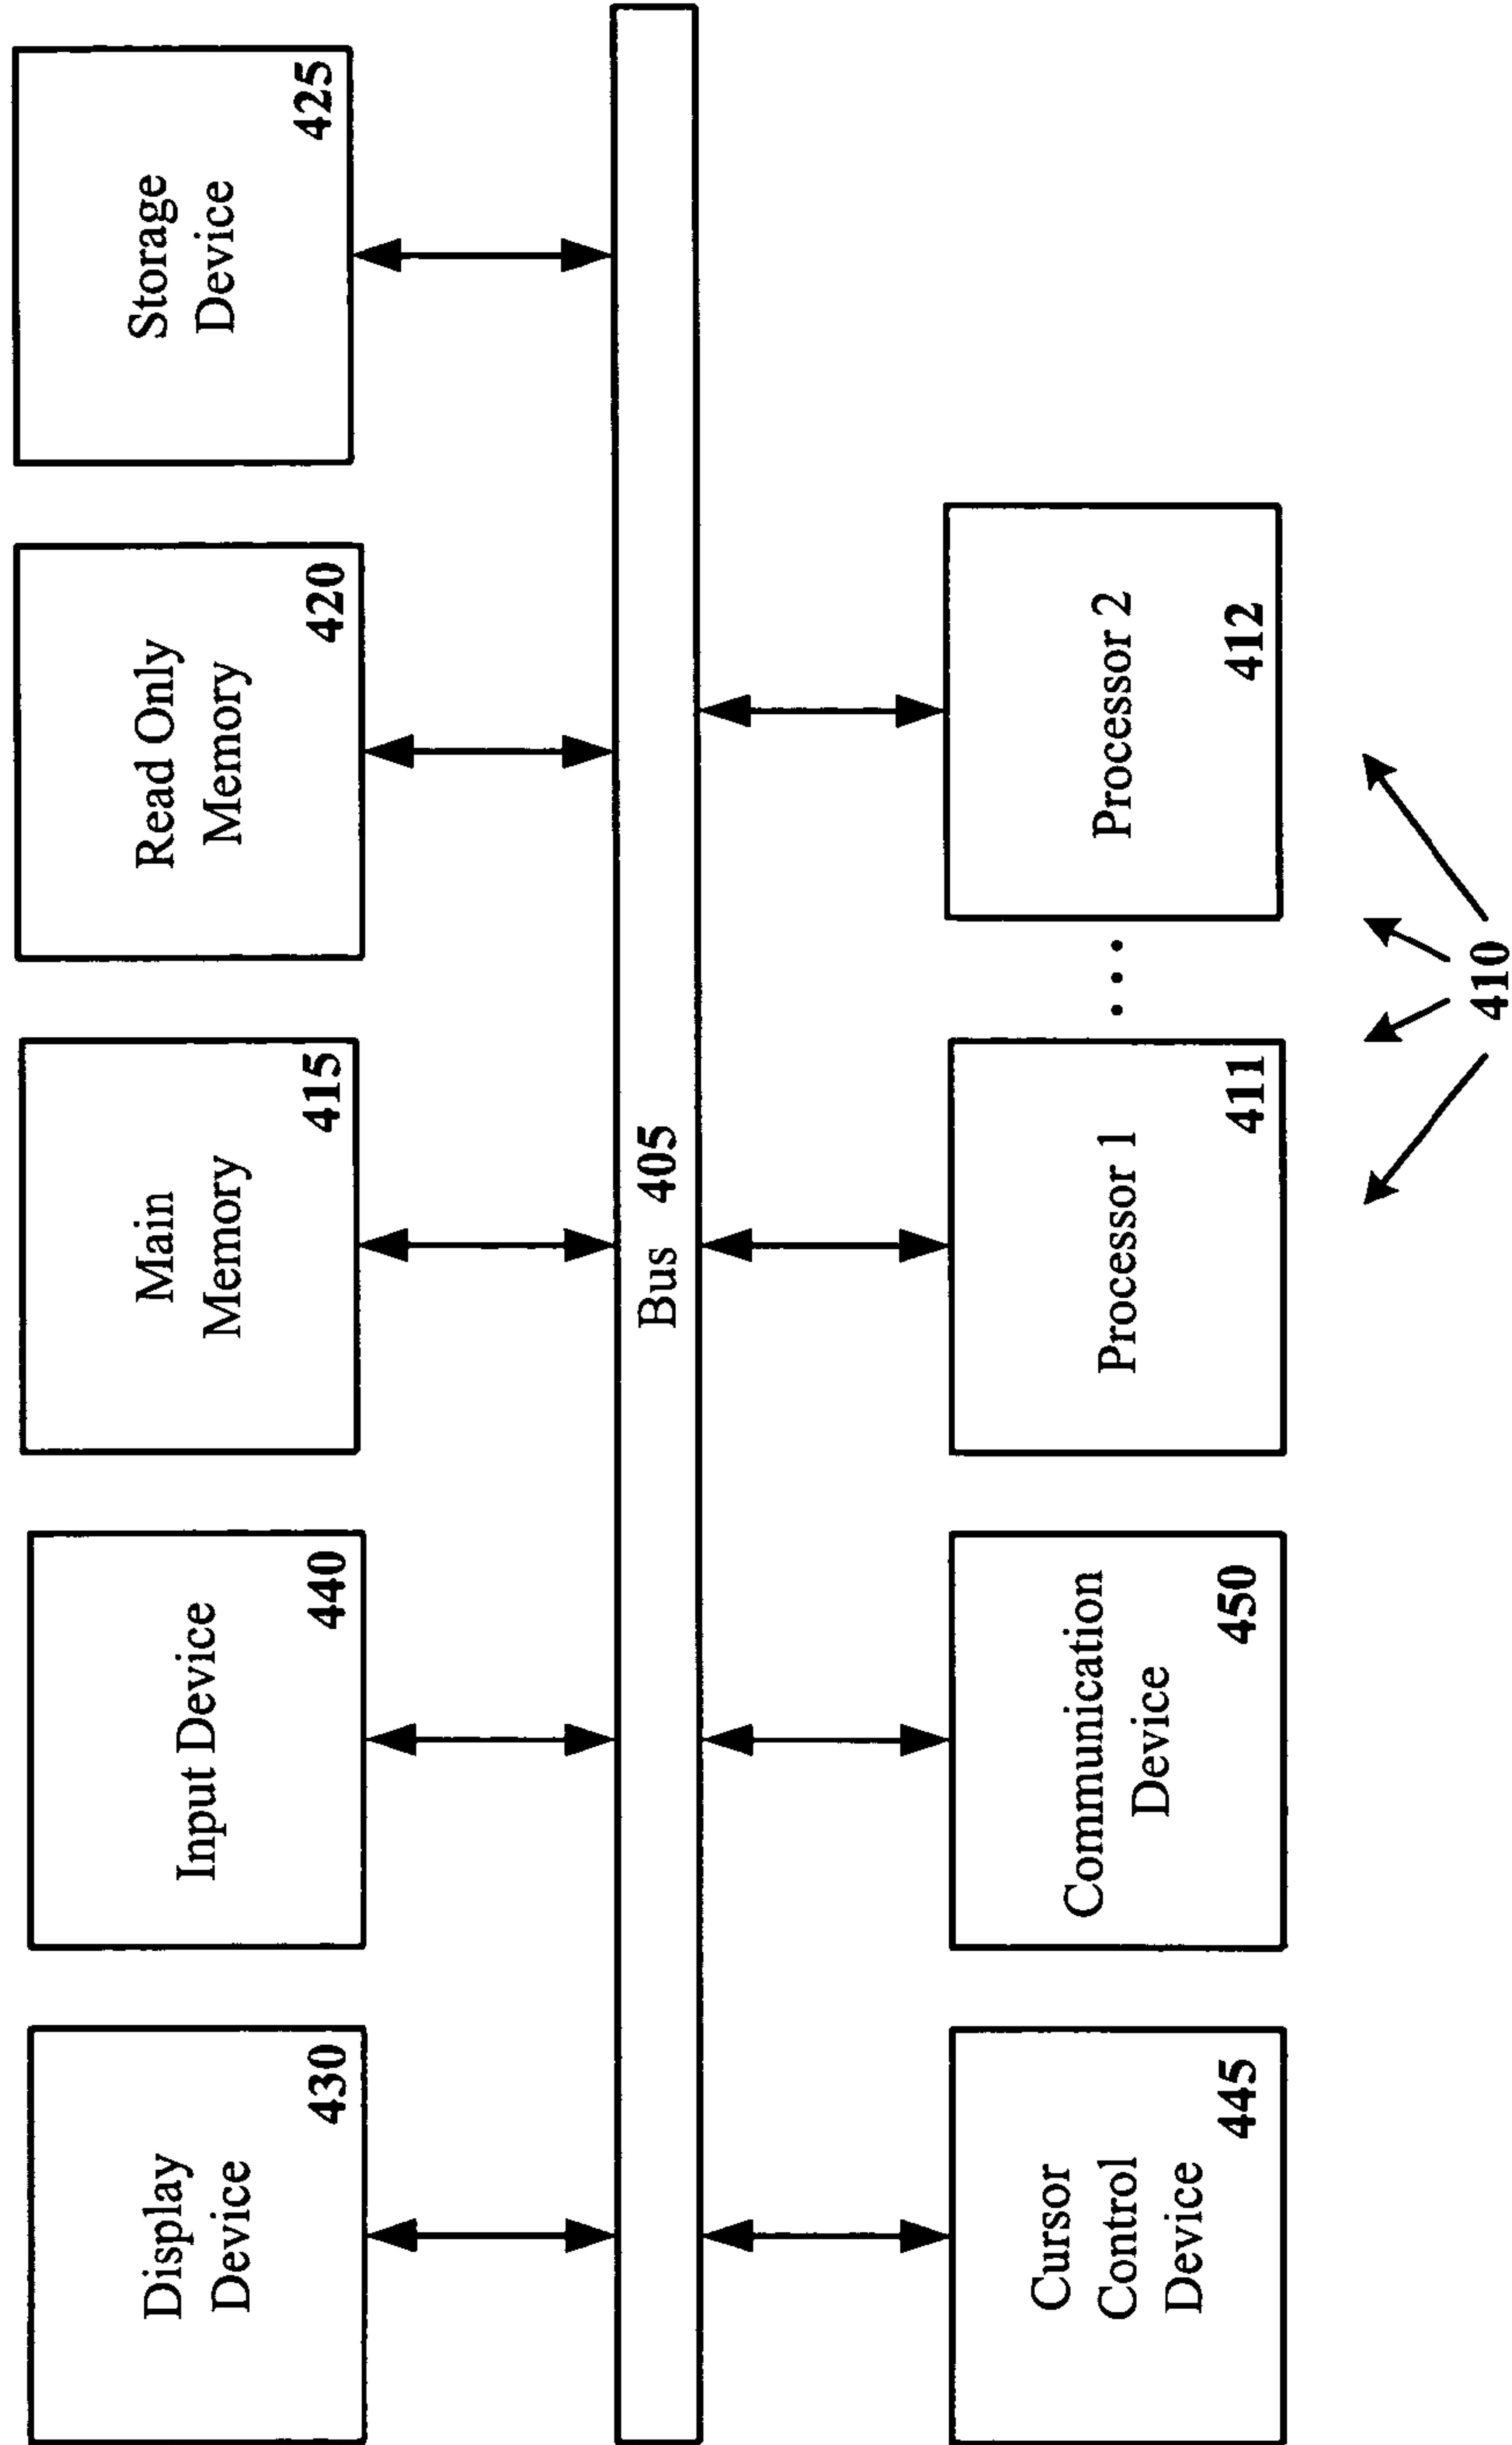 Display
Device
430
Input Device
440
Main
Memory
415
Read Only
Memory
420
Storage
Device
425
Bus 405
Cursor
Control
Device
445
Communication
Device
450
Processor 1
411
. . .
Processor 2
412
410